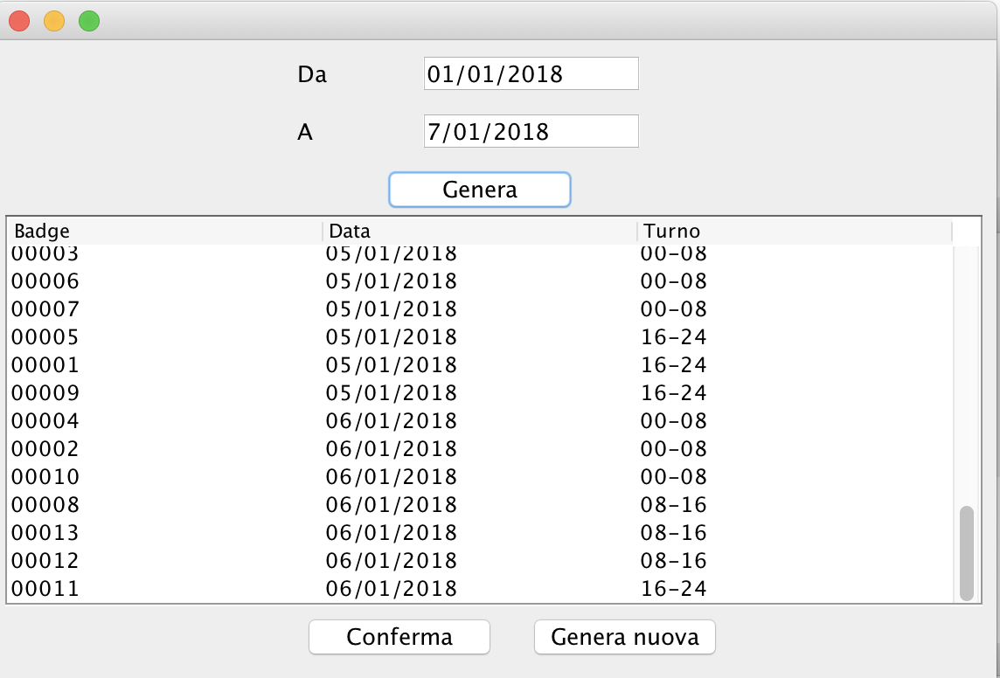 Da 01/01/2018
A 7/01/2018
Genera
Badge Data Turno
00003 05/01/2018 00-08
00006 05/01/2018 00-08
00007 05/01/2018 00-08
00005 05/01/2018 16-24
00001 05/01/2018 16-24
00009 05/01/2018 16-24
00004 06/01/2018 00-08
00002 06/01/2018 00-08
00010 06/01/2018 00-08
00008 06/01/2018 08-16
00013 06/01/2018 08-16
00012 06/01/2018 08-16
00011 06/01/2018 16-24
Conferma Genera nuova